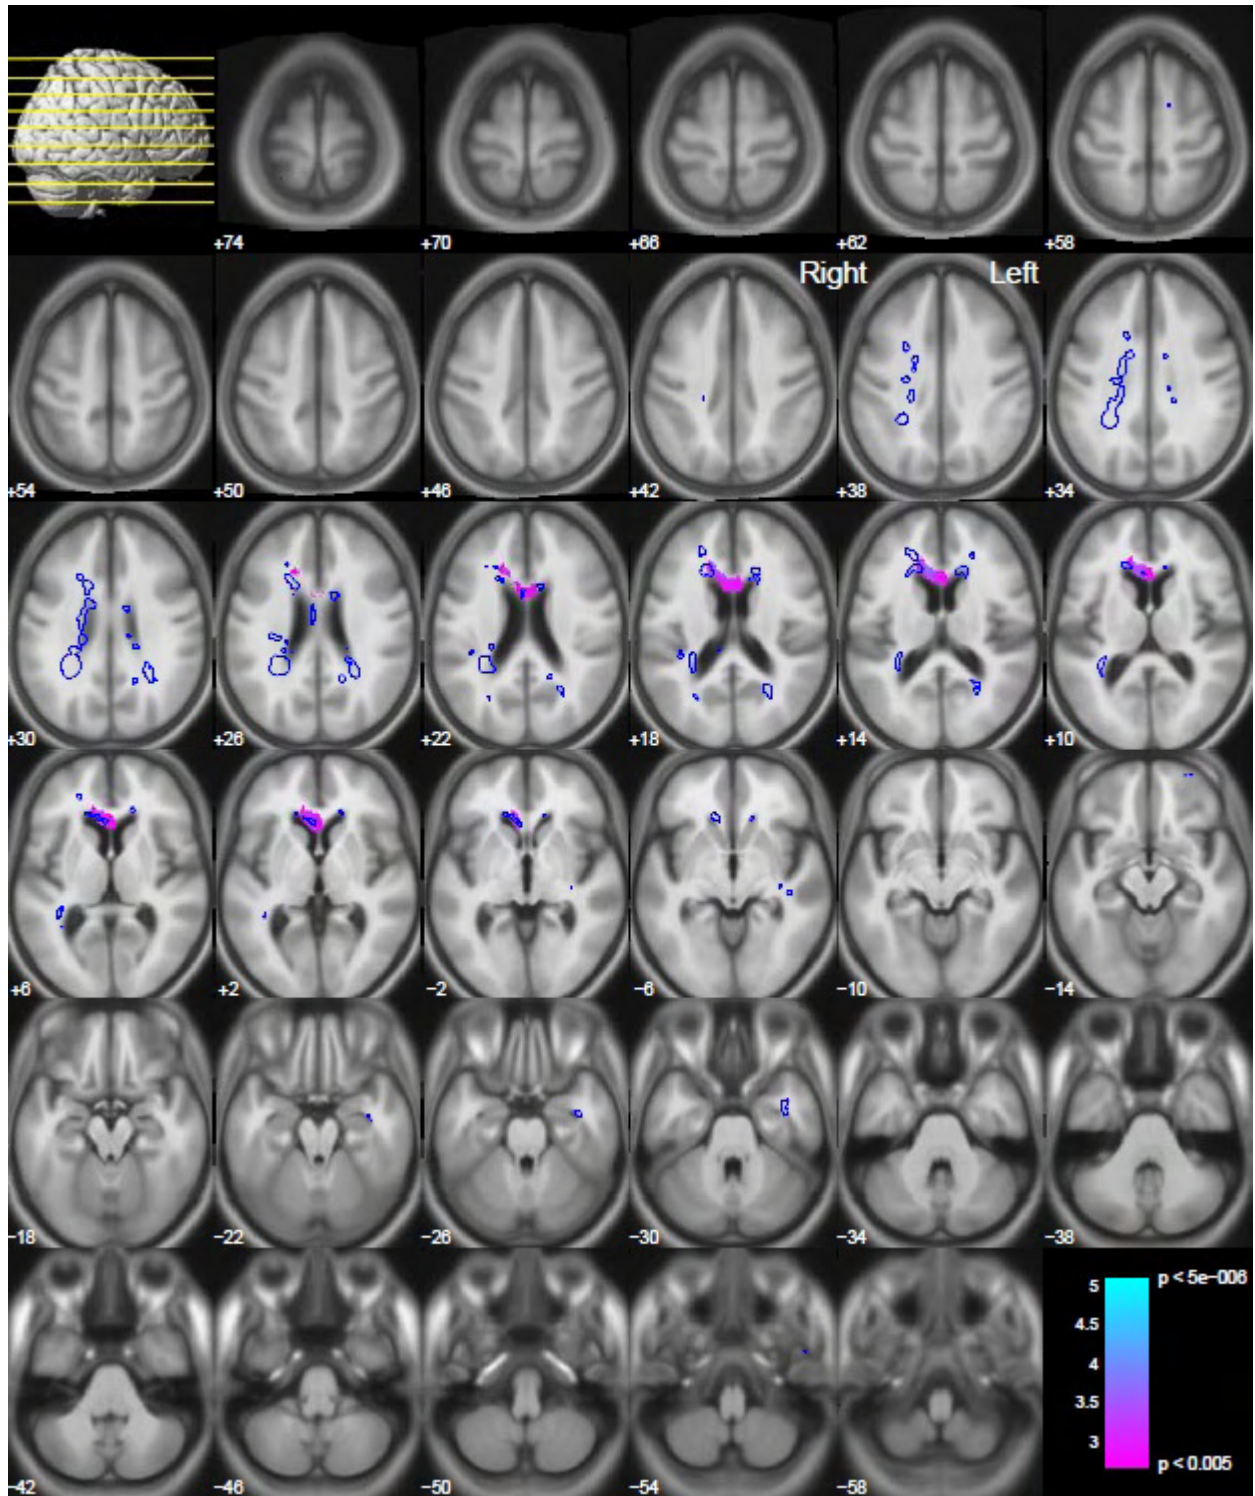 +74 +70 +66 +62 +58
Right Left
+54 +50 +46 +42 +38 +34
+30 +26 +22 +18 +14 +10
+6 +2 −2 −6 −10 −14
−18 −22 −26 −30 −34 −38
5 p < 5e−006
4.5
4
3.5
3
p < 0.005
−42 −46 −50 −54 −58